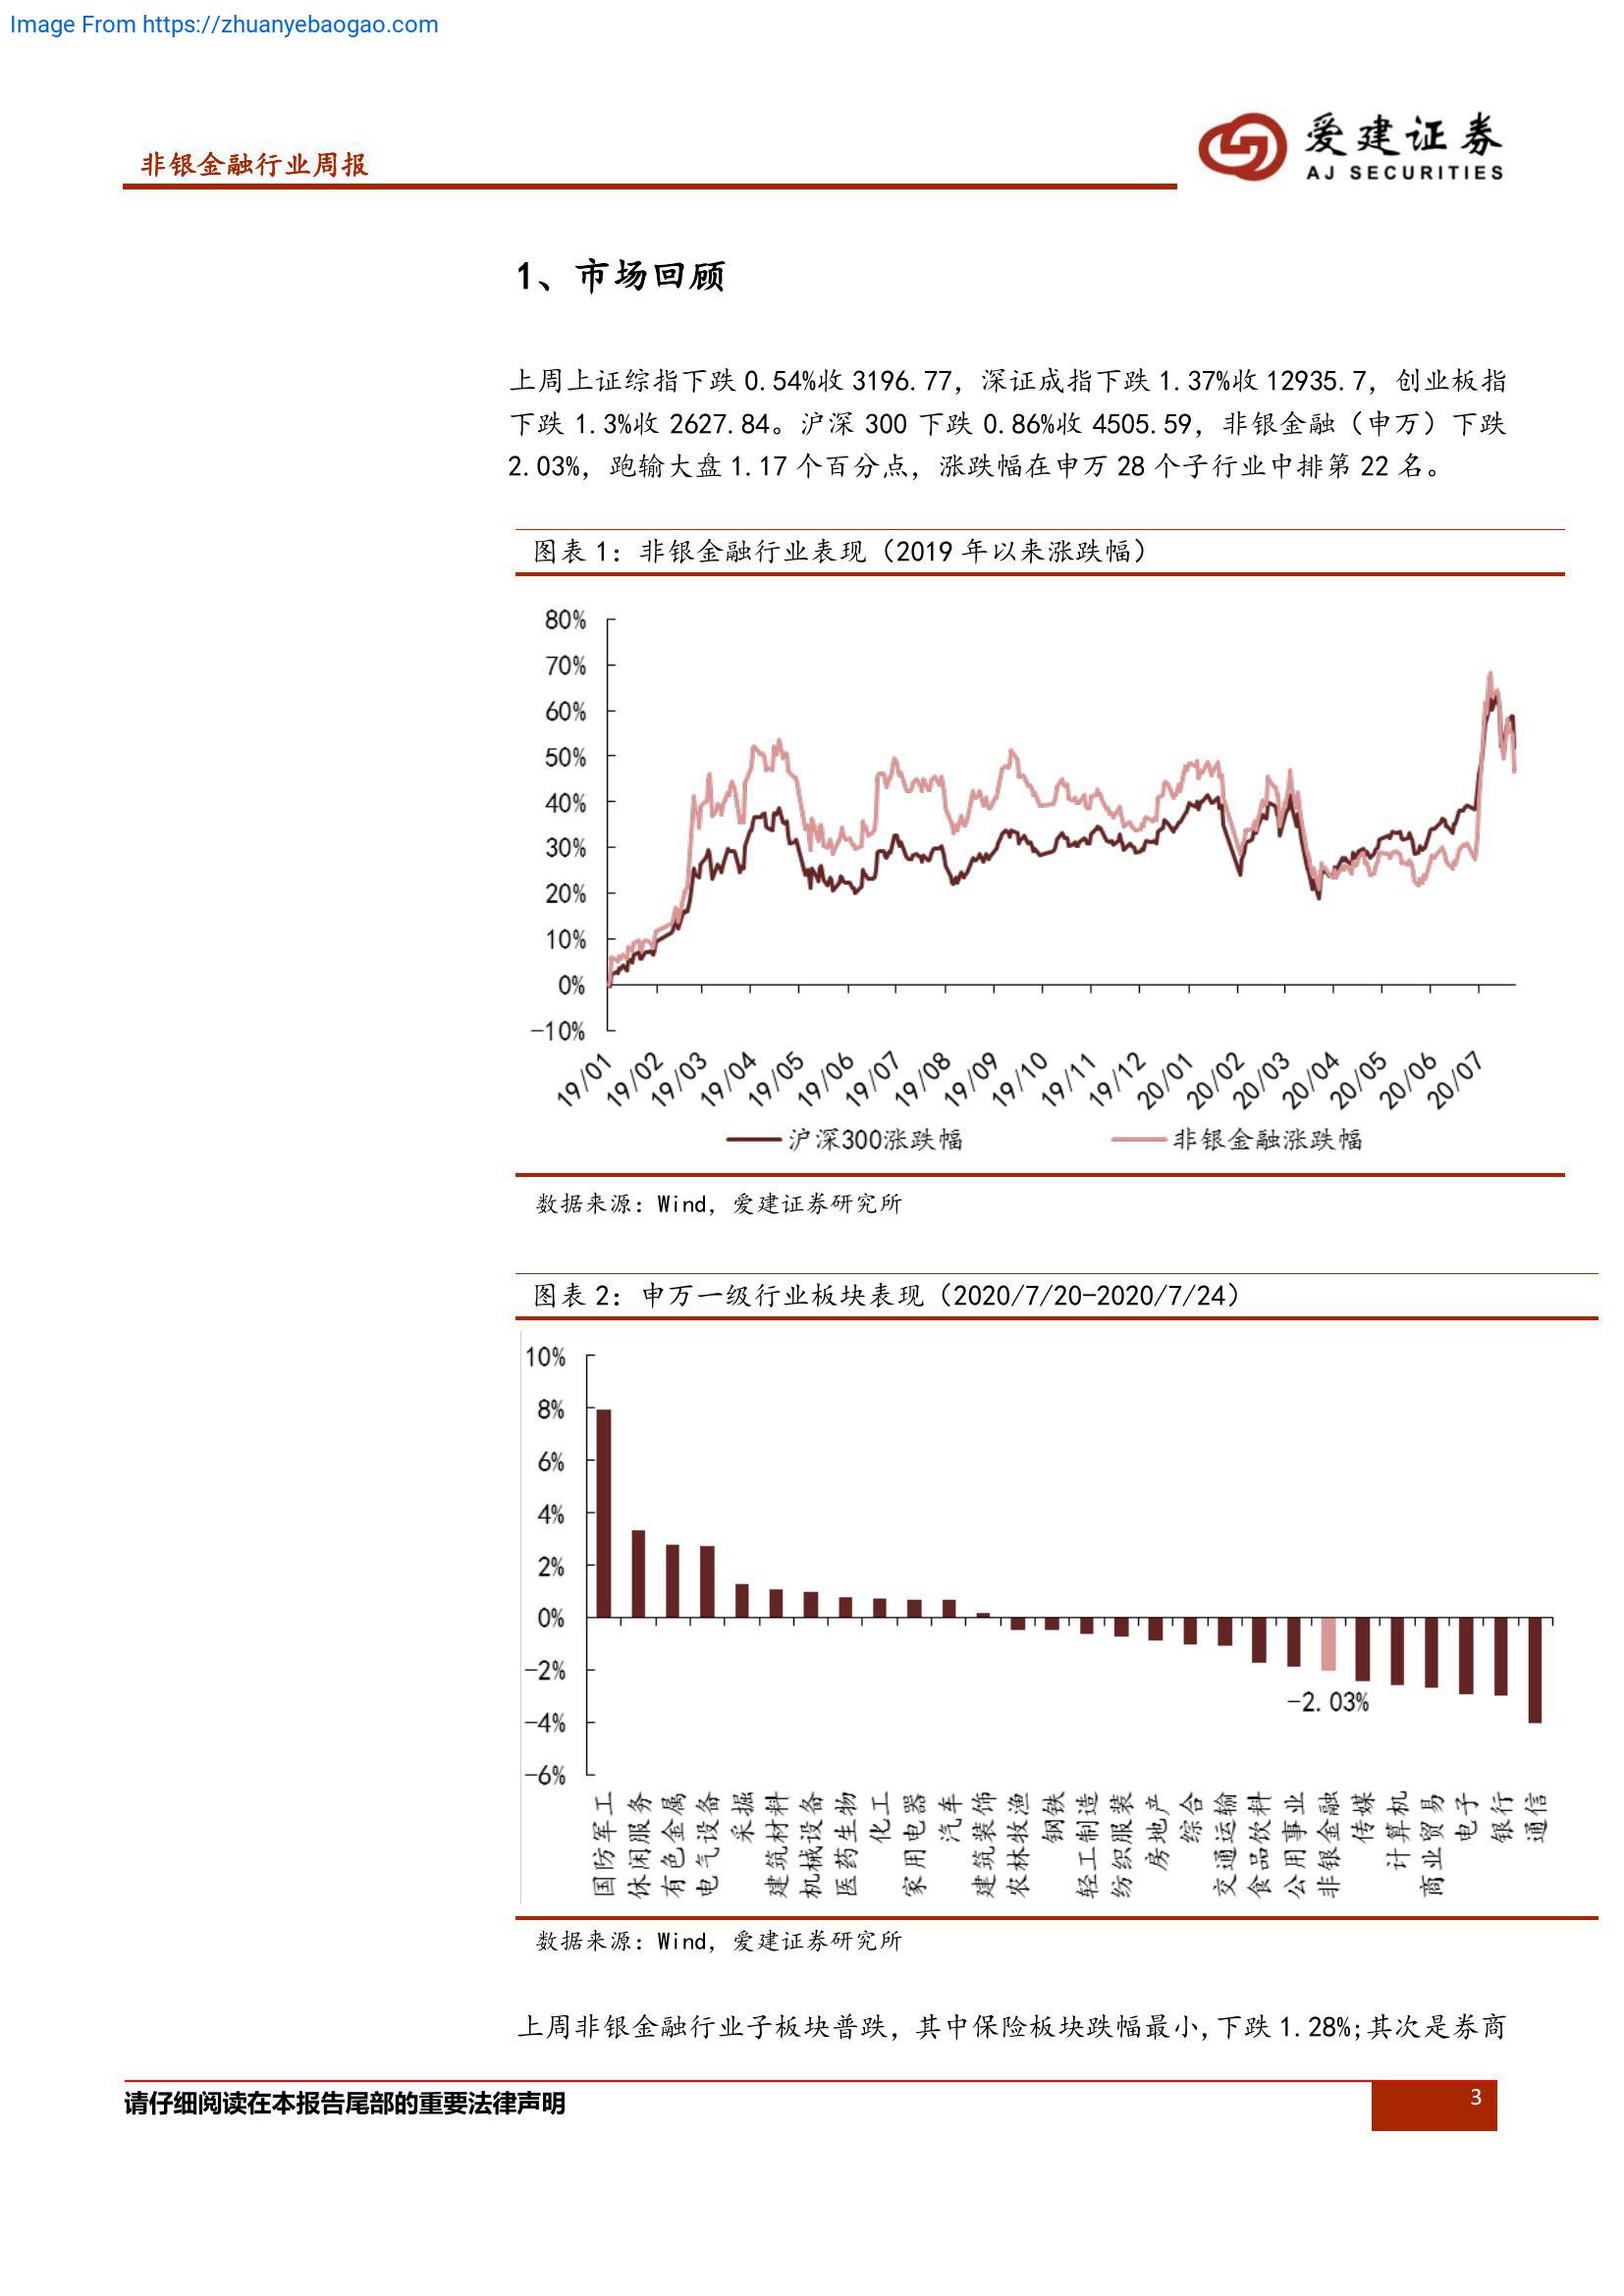 Image From https://zhuanyebaogao.com
非银金融行业周报
爱建证券
AJ SECURITIES
1、市场回顾
上周上证综指下跌 0.54%收 3196.77，深证成指下跌 1.37%收 12935.7，创业板指
下跌 1.3%收 2627.84。沪深 300 下跌 0.86%收 4505.59，非银金融（申万）下跌
2.03%，跑输大盘 1.17 个百分点，涨跌幅在申万 28 个子行业中排第 22 名。
图表 1：非银金融行业表现（2019 年以来涨跌幅）
80%
70%
60%
50%
40%
30%
20%
10%
0%
-10%
19/01 19/02 19/03 19/04 19/05 19/06 19/07 19/08 19/09 19/10 19/11 19/12 20/01 20/02 20/03 20/04 20/05 20/06 20/07
沪深300涨跌幅 非银金融涨跌幅
数据来源：Wind，爱建证券研究所
图表 2：申万一级行业板块表现（2020/7/20-2020/7/24）
10%
8%
6%
4%
2%
0%
-2%
-2.03%
-4%
-6%
国防军工 休闲服务 有色金属 电气设备 采掘 建筑材料 机械设备 医药生物 化工 家用电器 汽车 建筑装饰 农林牧渔 钢铁 轻工制造 纺织服装 房地产 综合 交通运输 食品饮料 公用事业 非银金融 传媒 计算机 商业贸易 电子 银行 通信
数据来源：Wind，爱建证券研究所
上周非银金融行业子板块普跌，其中保险板块跌幅最小,下跌 1.28%;其次是券商
请仔细阅读在本报告尾部的重要法律声明
3